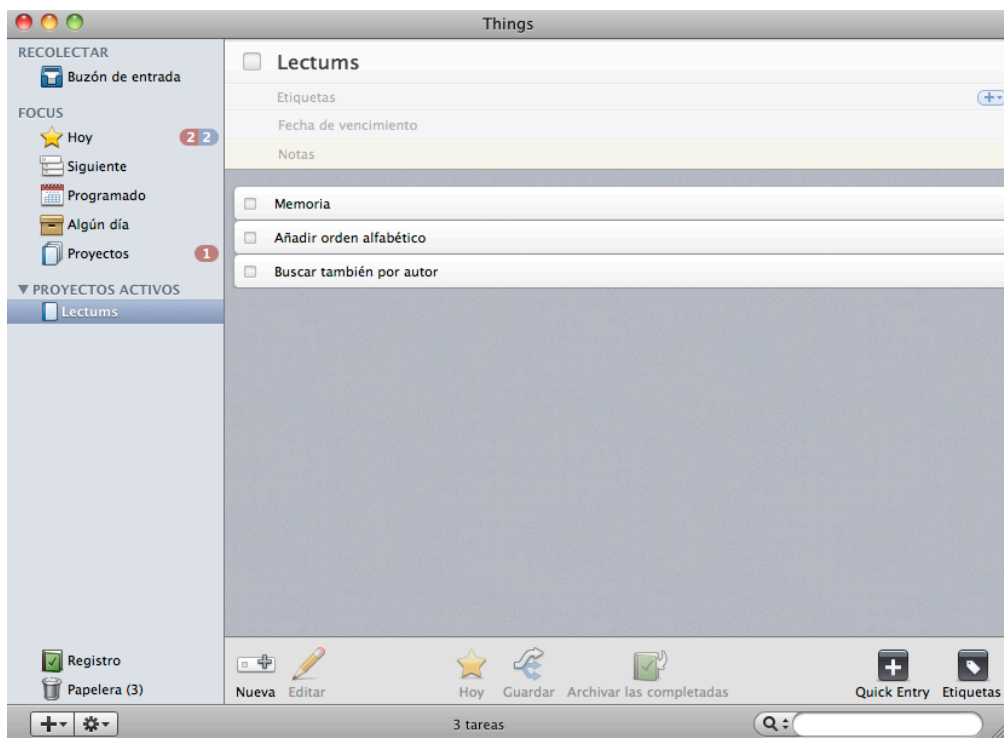 Things
RECOLECTAR
Buzón de entrada
FOCUS
Hoy 2 2
Siguiente
Programado
Algún día
Proyectos 1
PROYECTOS ACTIVOS
Lectums
Registro
Papelera (3)
Lectums
Etiquetas
Fecha de vencimiento
Notas
Memoria
Añadir orden alfabético
Buscar también por autor
Nueva Editar Hoy Guardar Archivar las completadas Quick Entry Etiquetas
3 tareas